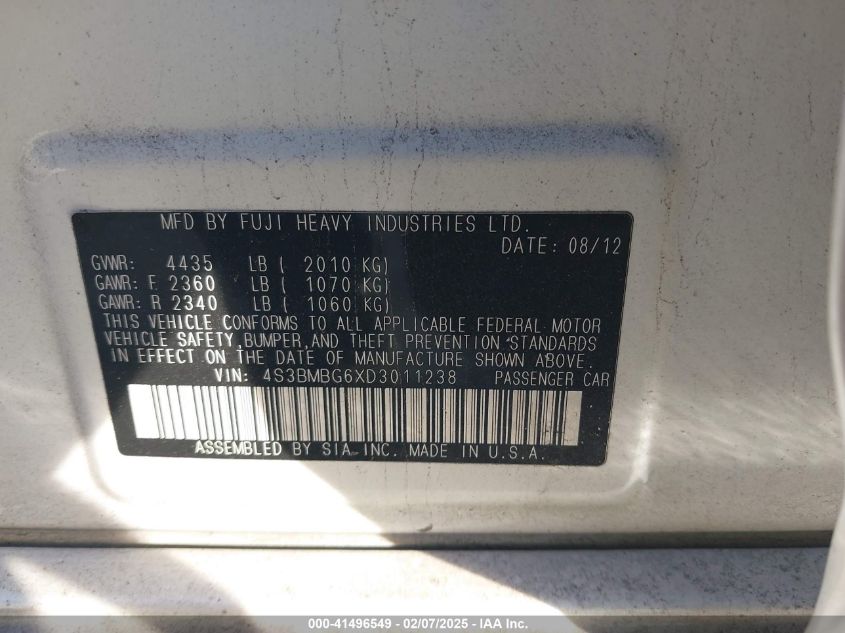 MFD BY FUJI HEAVY INDUSTRIES LTD.
DATE: 08/12
GVWR: 4435 LB ( 2010 KG)
GAWR: F 2360 LB ( 1070 KG)
GAWR: R 2340 LB ( 1060 KG)
THIS VEHICLE CONFORMS TO ALL APPLICABLE FEDERAL MOTOR
VEHICLE SAFETY, BUMPER, AND THEFT PREVENTION STANDARDS
IN EFFECT ON THE DATE OF MANUFACTURE SHOWN ABOVE.
VIN: 4S3BMBG6XD3011238 PASSENGER CAR
ASSEMBLED BY SIA INC. MADE IN U.S.A.
000-41496549 - 02/07/2025 - IAA Inc.